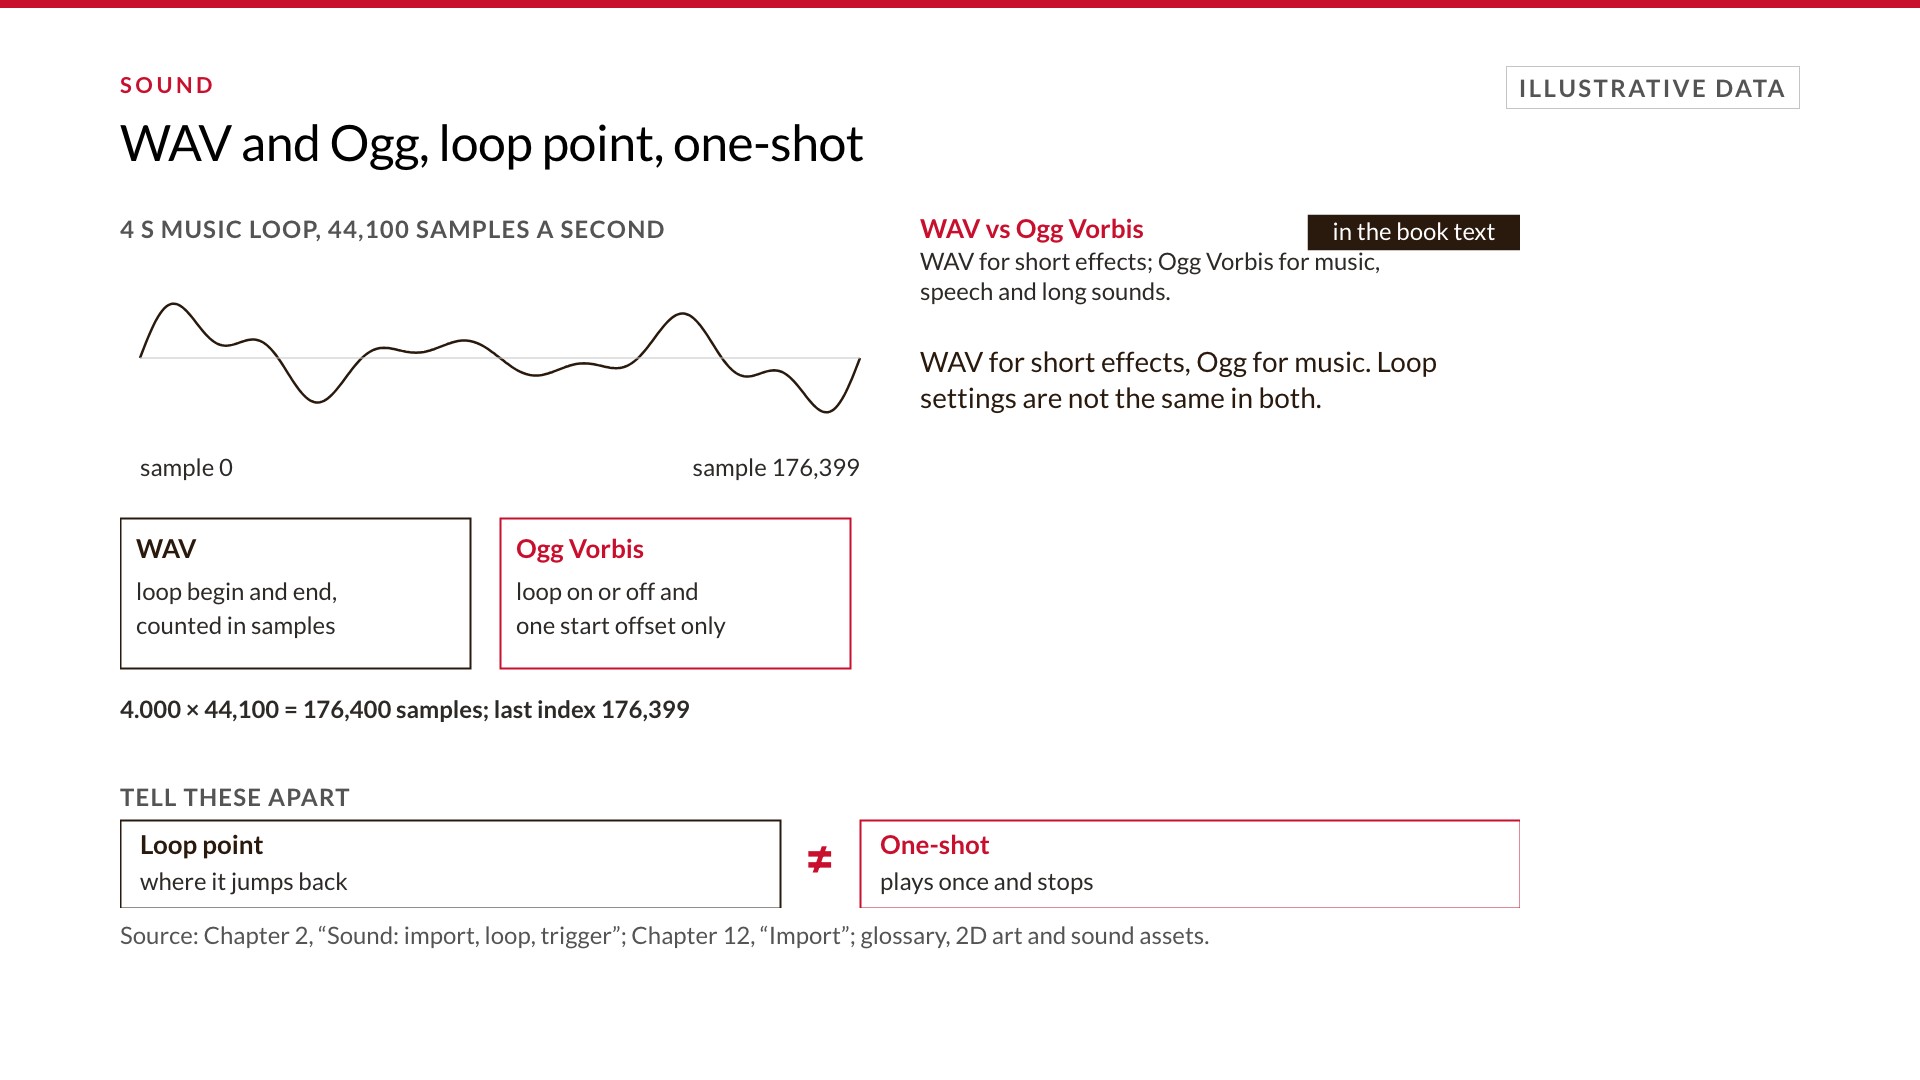 SOUND
ILLUSTRATIVE DATA
WAV and Ogg, loop point, one-shot
4 S MUSIC LOOP, 44,100 SAMPLES A SECOND
sample 0
sample 176,399
WAV
loop begin and end,
counted in samples
Ogg Vorbis
loop on or off and
one start offset only
4.000 × 44,100 = 176,400 samples; last index 176,399
WAV vs Ogg Vorbis
in the book text
WAV for short effects; Ogg Vorbis for music,
speech and long sounds.
WAV for short effects, Ogg for music. Loop
settings are not the same in both.
TELL THESE APART
Loop point
where it jumps back
≠
One-shot
plays once and stops
Source: Chapter 2, “Sound: import, loop, trigger”; Chapter 12, “Import”; glossary, 2D art and sound assets.